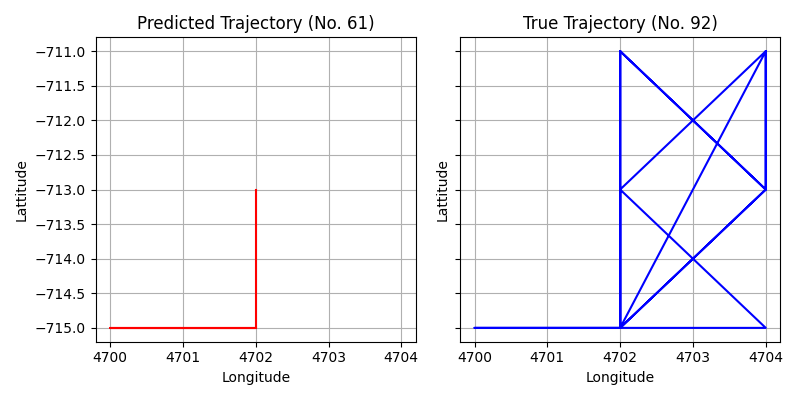 Predicted Trajectory (No. 61)
True Trajectory (No. 92)
Lattitude
−711.0
−711.5
−712.0
−712.5
−713.0
−713.5
−714.0
−714.5
−715.0
4700 4701 4702 4703 4704
Longitude
Lattitude
4700 4701 4702 4703 4704
Longitude